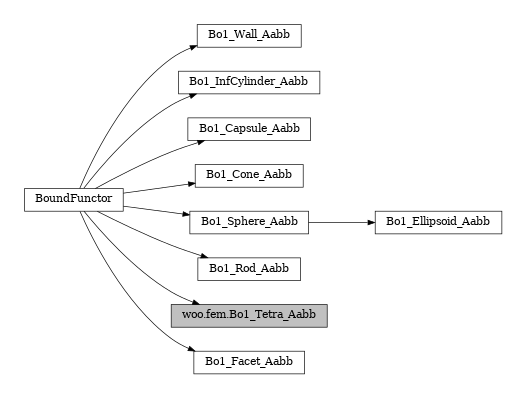 Bo1_Wall_Aabb
Bo1_InfCylinder_Aabb
Bo1_Capsule_Aabb
Bo1_Cone_Aabb
BoundFunctor
Bo1_Sphere_Aabb
Bo1_Ellipsoid_Aabb
Bo1_Rod_Aabb
woo.fem.Bo1_Tetra_Aabb
Bo1_Facet_Aabb